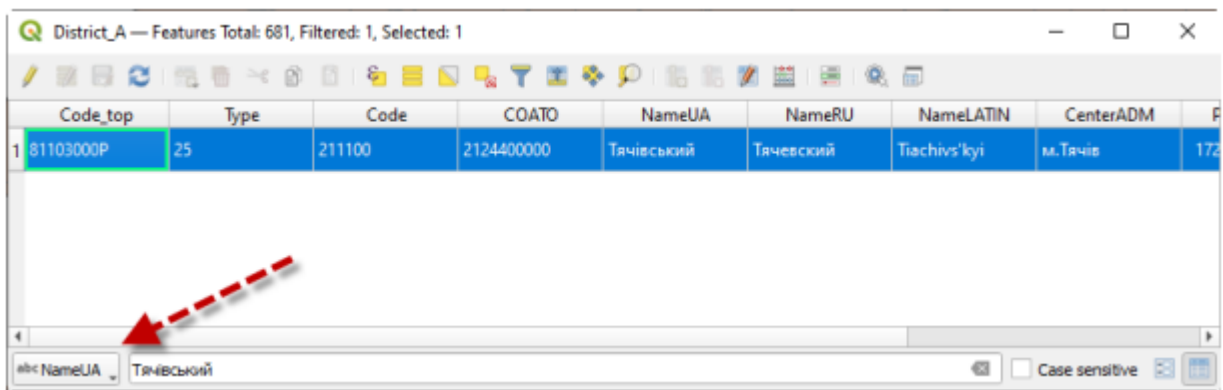 District_A — Features Total: 681, Filtered: 1, Selected: 1
Code_top Type Code COATO NameUA NameRU NameLATIN CenterADM
1 81103000P 25 211100 2124400000 Тячівський Тячевский Tiachivs'kyi м.Тячів 172
abc NameUA Тячівський Case sensitive